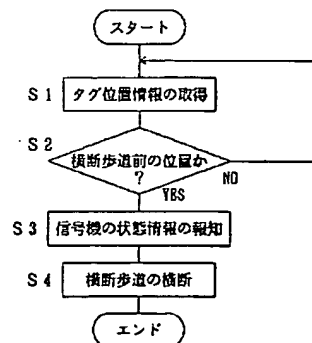 スタート
S1 タグ位置情報の取得
S2 横断歩道前の位置か
?
NO
YES
S3 信号機の状態情報の報知
S4 横断歩道の横断
エンド